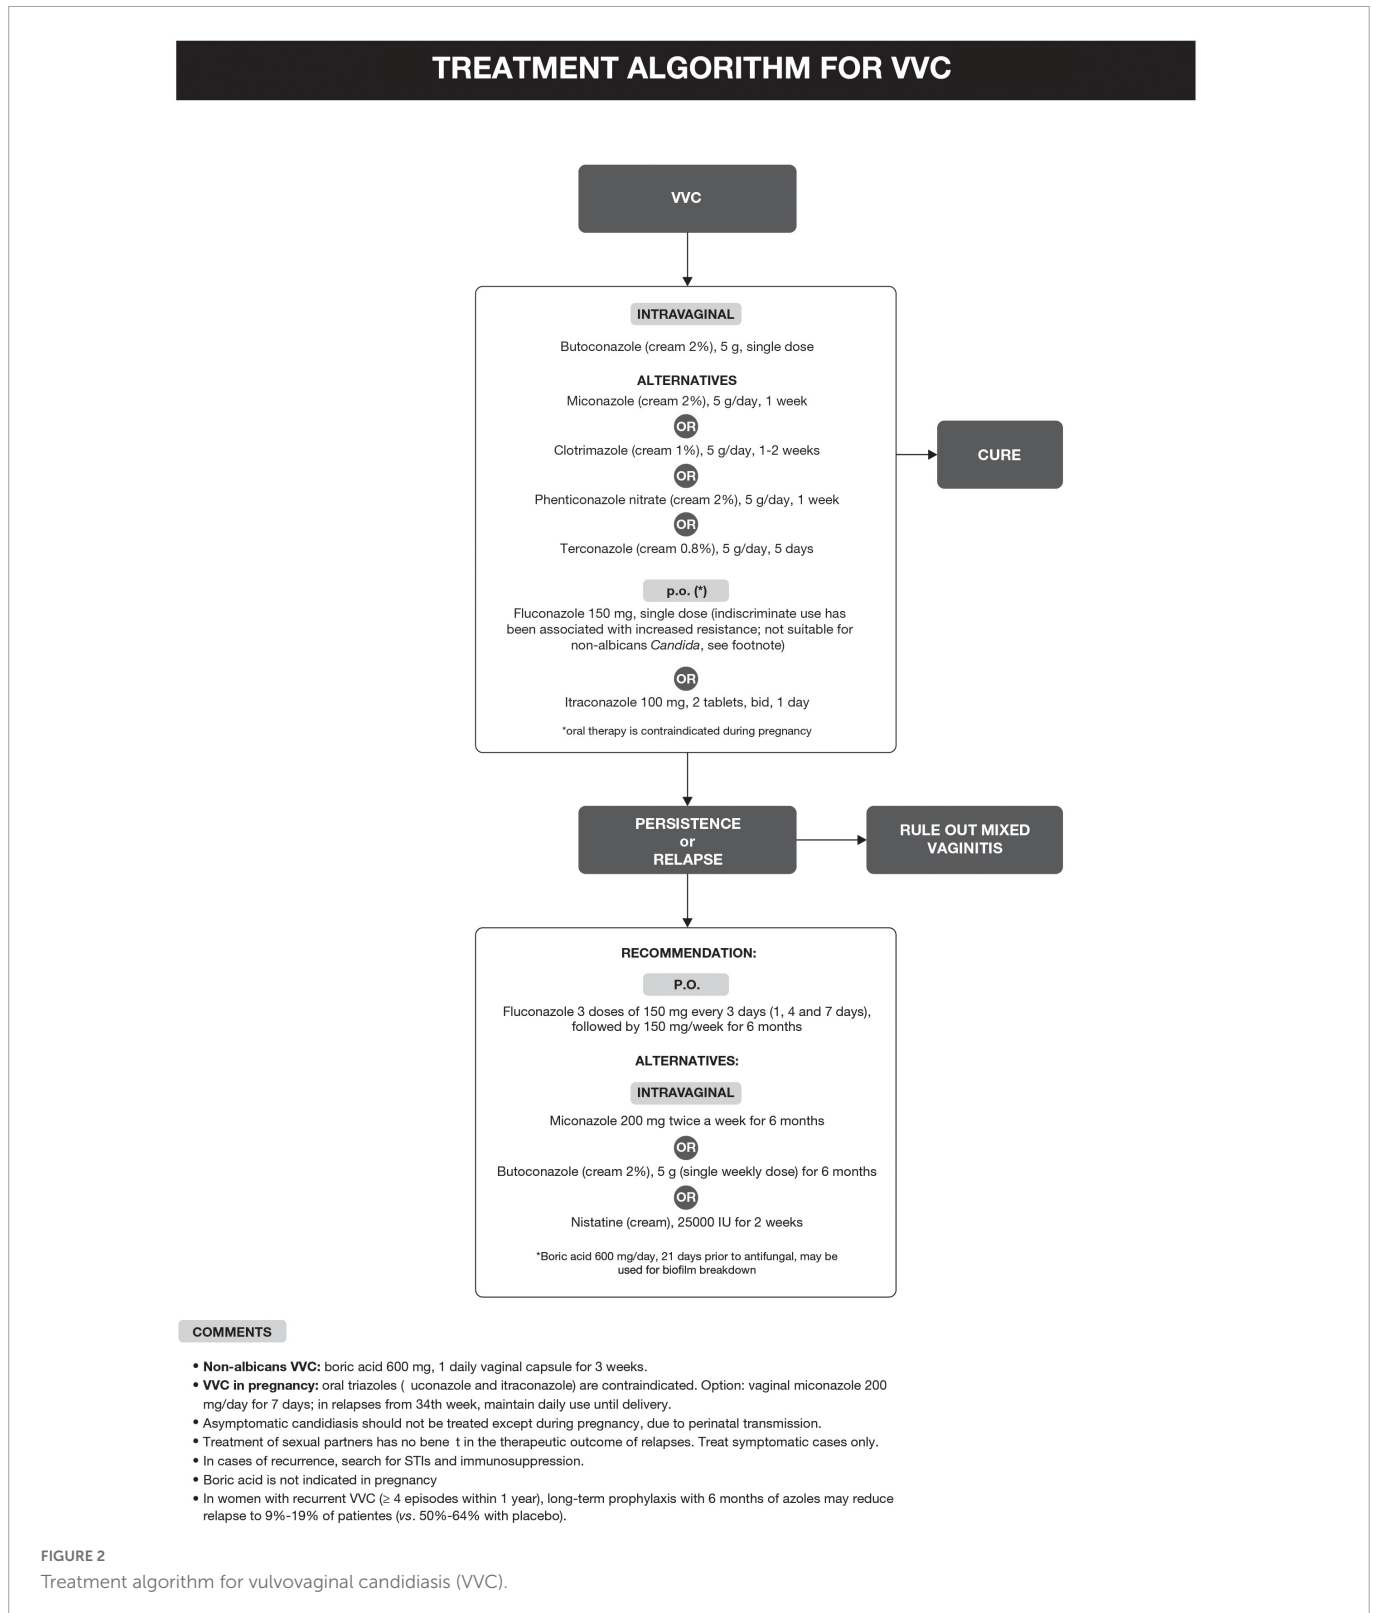 TREATMENT ALGORITHM FOR VVC
VVC
INTRAVAGINAL
Butoconazole (cream 2%), 5 g, single dose
ALTERNATIVES
Miconazole (cream 2%), 5 g/day, 1 week
OR
Clotrimazole (cream 1%), 5 g/day, 1-2 weeks
OR
Phenticonazole nitrate (cream 2%), 5 g/day, 1 week
OR
Terconazole (cream 0.8%), 5 g/day, 5 days
p.o. (*)
Fluconazole 150 mg, single dose (indiscriminate use has
been associated with increased resistance; not suitable for
non-albicans Candida, see footnote)
OR
Itraconazole 100 mg, 2 tablets, bid, 1 day
*oral therapy is contraindicated during pregnancy
CURE
PERSISTENCE
or
RELAPSE
RULE OUT MIXED
VAGINITIS
RECOMMENDATION:
P.O.
Fluconazole 3 doses of 150 mg every 3 days (1, 4 and 7 days),
followed by 150 mg/week for 6 months
ALTERNATIVES:
INTRAVAGINAL
Miconazole 200 mg twice a week for 6 months
OR
Butoconazole (cream 2%), 5 g (single weekly dose) for 6 months
OR
Nistatine (cream), 25000 IU for 2 weeks
*Boric acid 600 mg/day, 21 days prior to antifungal, may be
used for biofilm breakdown
COMMENTS
• Non-albicans VVC: boric acid 600 mg, 1 daily vaginal capsule for 3 weeks.
• VVC in pregnancy: oral triazoles ( uconazole and itraconazole) are contraindicated. Option: vaginal miconazole 200
mg/day for 7 days; in relapses from 34th week, maintain daily use until delivery.
• Asymptomatic candidiasis should not be treated except during pregnancy, due to perinatal transmission.
• Treatment of sexual partners has no bene t in the therapeutic outcome of relapses. Treat symptomatic cases only.
• In cases of recurrence, search for STIs and immunosuppression.
• Boric acid is not indicated in pregnancy
• In women with recurrent VVC (≥ 4 episodes within 1 year), long-term prophylaxis with 6 months of azoles may reduce
relapse to 9%-19% of patientes (vs. 50%-64% with placebo).
FIGURE 2
Treatment algorithm for vulvovaginal candidiasis (VVC).